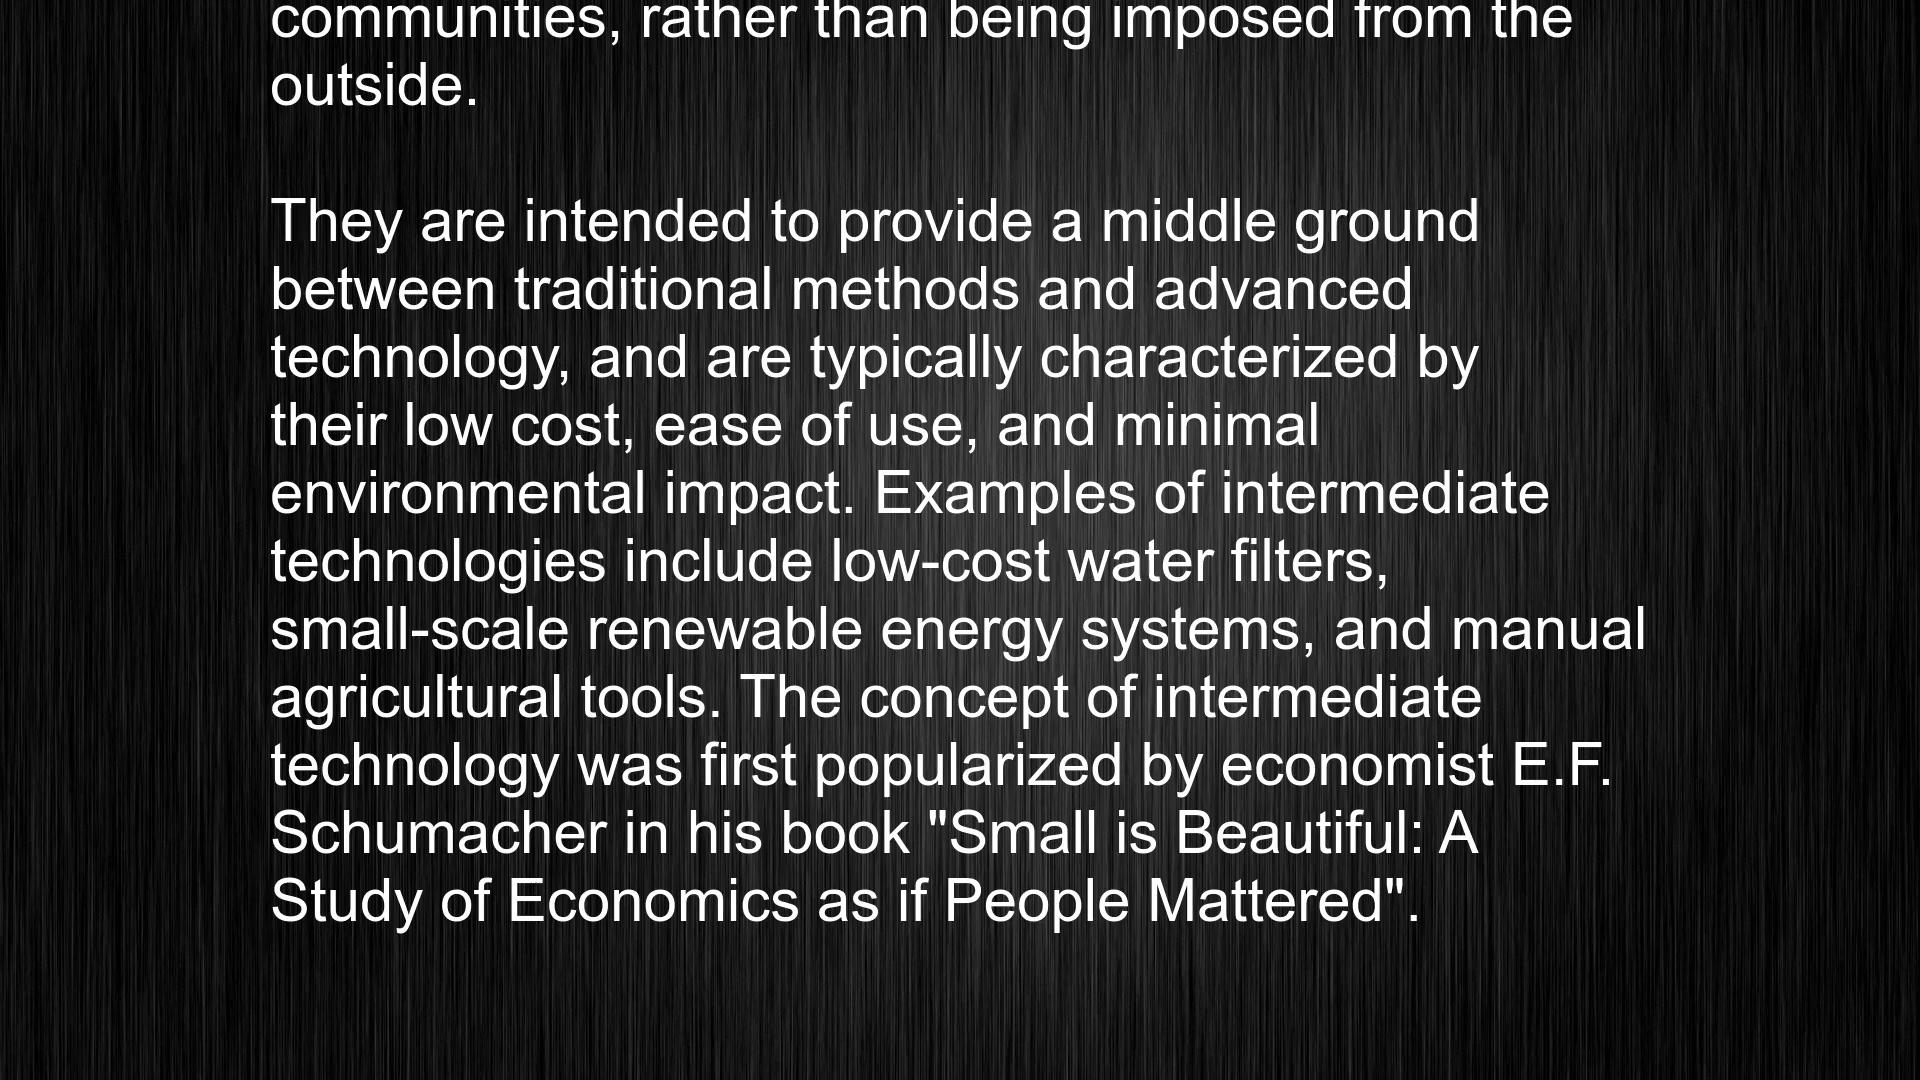 communities, rather than being imposed from the
outside.
They are intended to provide a middle ground
between traditional methods and advanced
technology, and are typically characterized by
their low cost, ease of use, and minimal
environmental impact. Examples of intermediate
technologies include low-cost water filters,
small-scale renewable energy systems, and manual
agricultural tools. The concept of intermediate
technology was first popularized by economist E.F.
Schumacher in his book "Small is Beautiful: A
Study of Economics as if People Mattered".